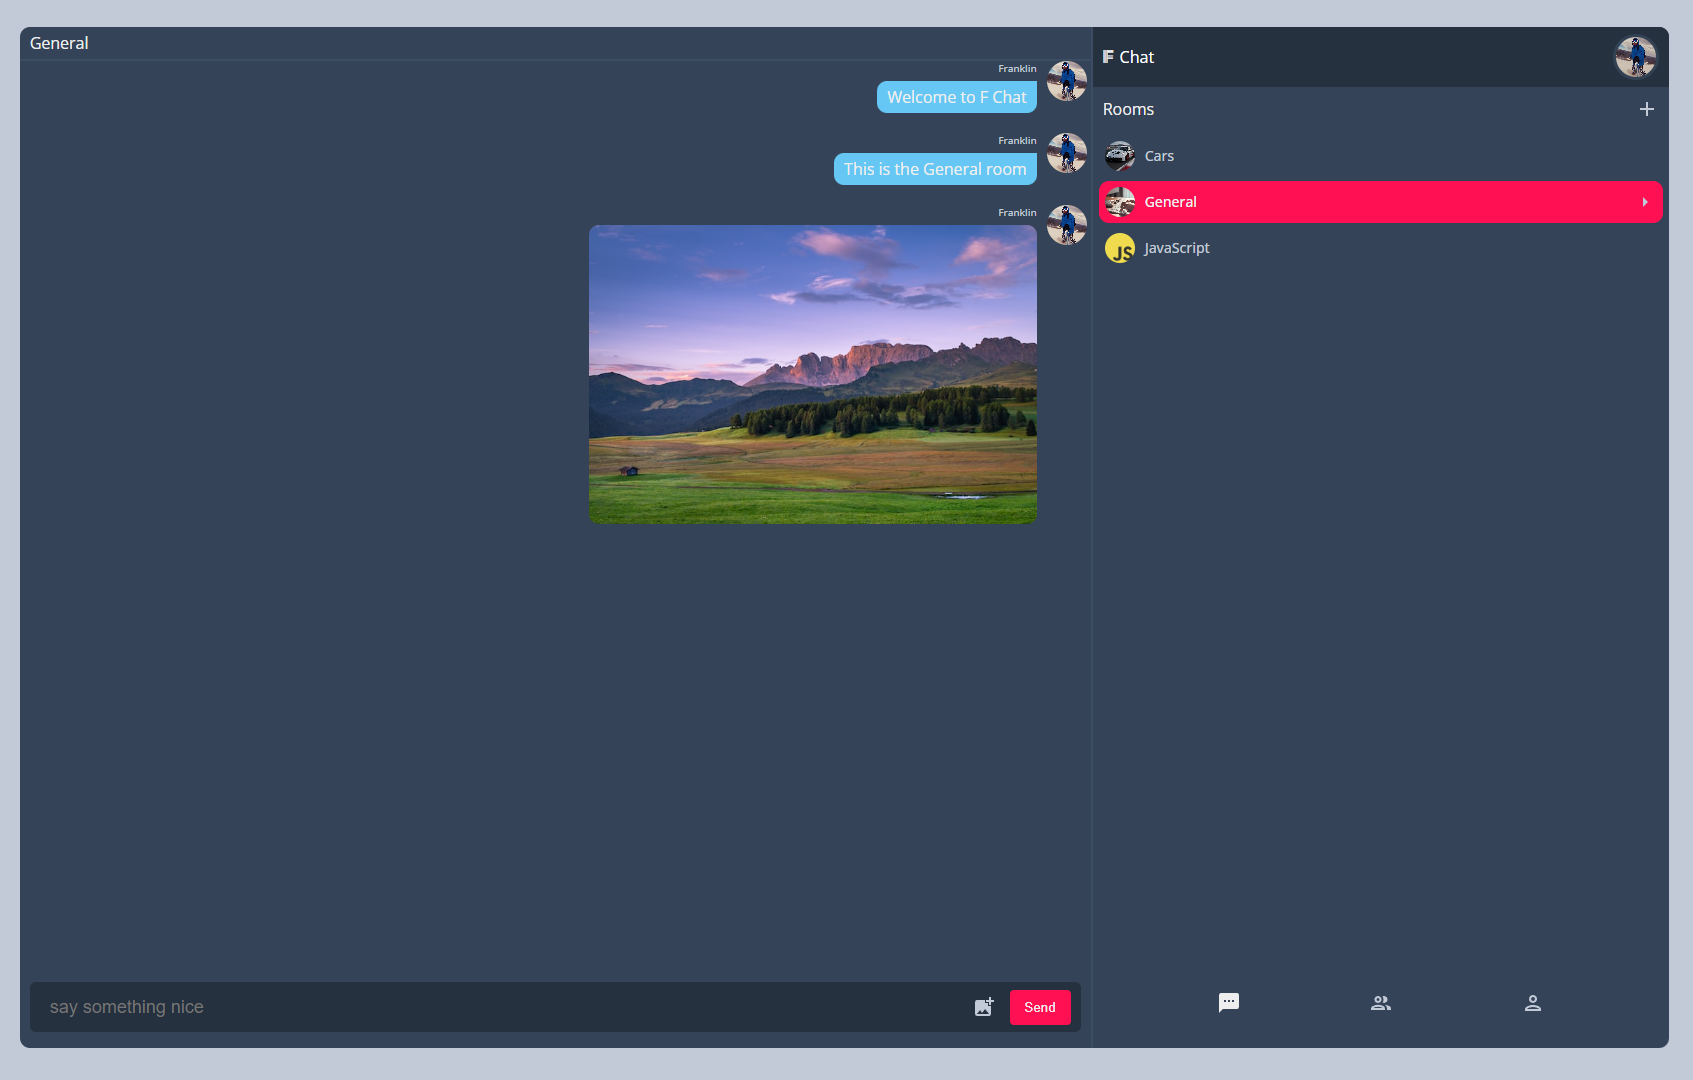 General
Franklin
Welcome to F Chat
Franklin
This is the General room
Franklin
say something nice
Send
F Chat
Rooms
Cars
General
JS
JavaScript